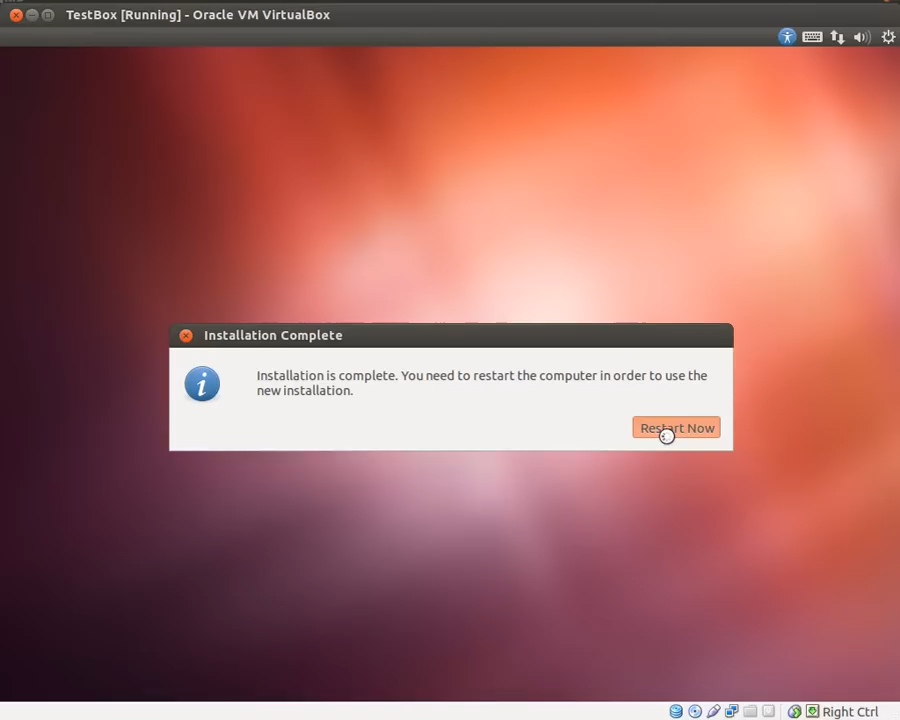 TestBox [Running] - Oracle VM VirtualBox
Installation Complete
Installation is complete. You need to restart the computer in order to use the
new installation.
Restart Now
Right Ctrl